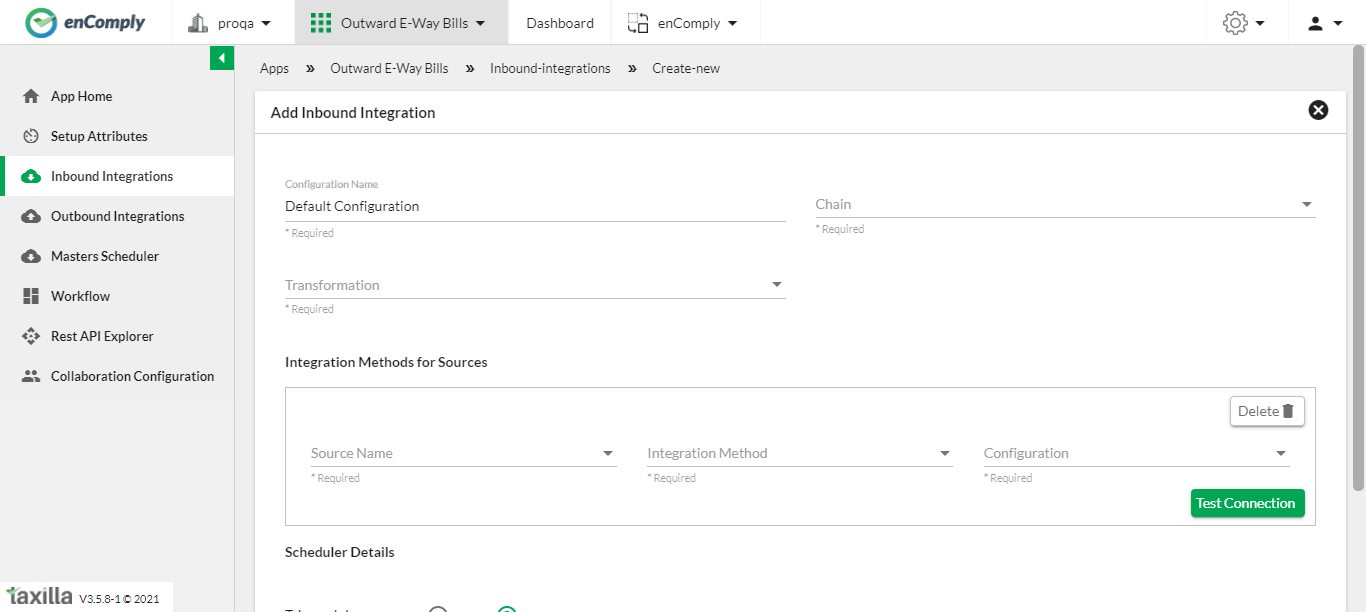 enComply
proqa
Outward E-Way Bills
Dashboard
enComply
Apps » Outward E-Way Bills » Inbound-integrations » Create-new
App Home
Setup Attributes
Inbound Integrations
Outbound Integrations
Masters Scheduler
Workflow
Rest API Explorer
Collaboration Configuration
taxilla V3.5.8-1 © 2021
Add Inbound Integration
Configuration Name
Default Configuration
* Required
Chain
* Required
Transformation
* Required
Integration Methods for Sources
Delete
Source Name
* Required
Integration Method
* Required
Configuration
* Required
Test Connection
Scheduler Details